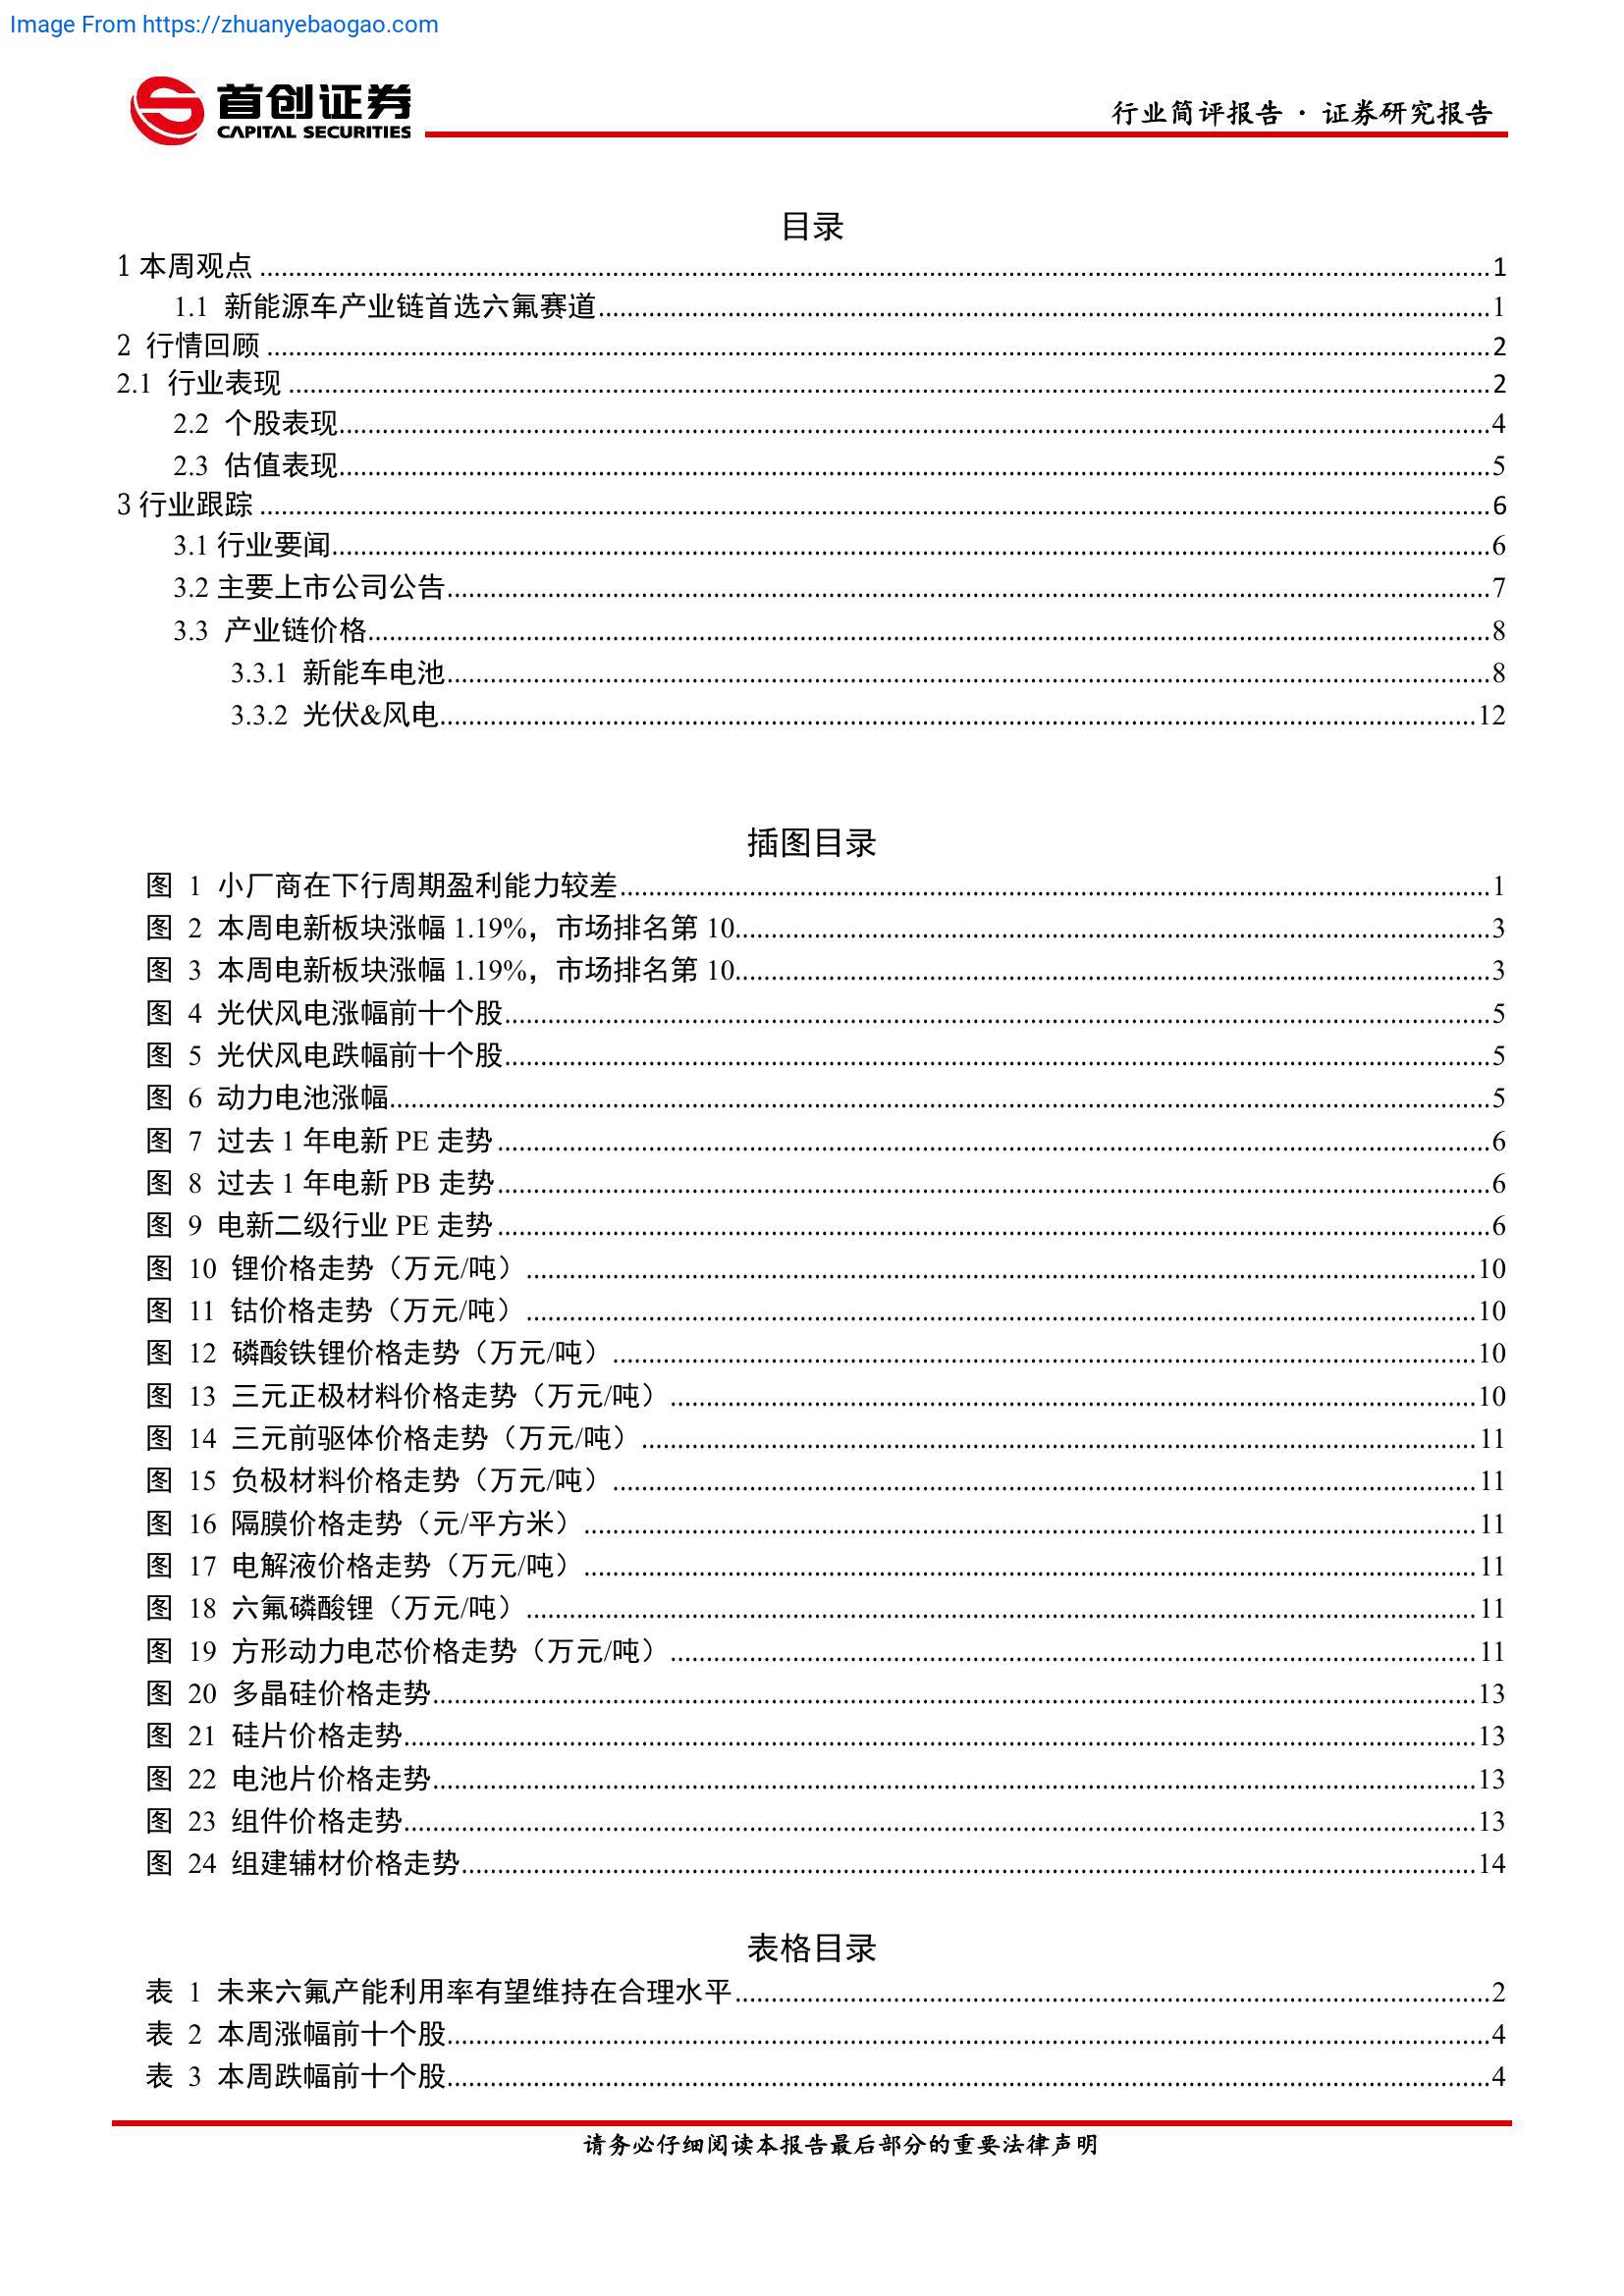 Image From https://zhuanyebaogao.com
首创证券
CAPITAL SECURITIES
行业简评报告 · 证券研究报告
目录
1 本周观点 ........ 1
1.1 新能源车产业链首选六氟赛道 ........ 1
2 行情回顾 ........ 2
2.1 行业表现 ........ 2
2.2 个股表现 ........ 4
2.3 估值表现 ........ 5
3 行业跟踪 ........ 6
3.1 行业要闻 ........ 6
3.2 主要上市公司公告 ........ 7
3.3 产业链价格 ........ 8
3.3.1 新能车电池 ........ 8
3.3.2 光伏&风电 ........ 12
插图目录
图 1 小厂商在下行周期盈利能力较差 ........ 1
图 2 本周电新板块涨幅 1.19%，市场排名第 10 ........ 3
图 3 本周电新板块涨幅 1.19%，市场排名第 10 ........ 3
图 4 光伏风电涨幅前十个股 ........ 5
图 5 光伏风电跌幅前十个股 ........ 5
图 6 动力电池涨幅 ........ 5
图 7 过去 1 年电新 PE 走势 ........ 6
图 8 过去 1 年电新 PB 走势 ........ 6
图 9 电新二级行业 PE 走势 ........ 6
图 10 锂价格走势（万元/吨） ........ 10
图 11 钴价格走势（万元/吨） ........ 10
图 12 磷酸铁锂价格走势（万元/吨） ........ 10
图 13 三元正极材料价格走势（万元/吨） ........ 10
图 14 三元前驱体价格走势（万元/吨） ........ 11
图 15 负极材料价格走势（万元/吨） ........ 11
图 16 隔膜价格走势（元/平方米） ........ 11
图 17 电解液价格走势（万元/吨） ........ 11
图 18 六氟磷酸锂（万元/吨） ........ 11
图 19 方形动力电芯价格走势（万元/吨） ........ 11
图 20 多晶硅价格走势 ........ 13
图 21 硅片价格走势 ........ 13
图 22 电池片价格走势 ........ 13
图 23 组件价格走势 ........ 13
图 24 组建辅材价格走势 ........ 14
表格目录
表 1 未来六氟产能利用率有望维持在合理水平 ........ 2
表 2 本周涨幅前十个股 ........ 4
表 3 本周跌幅前十个股 ........ 4
请务必仔细阅读本报告最后部分的重要法律声明